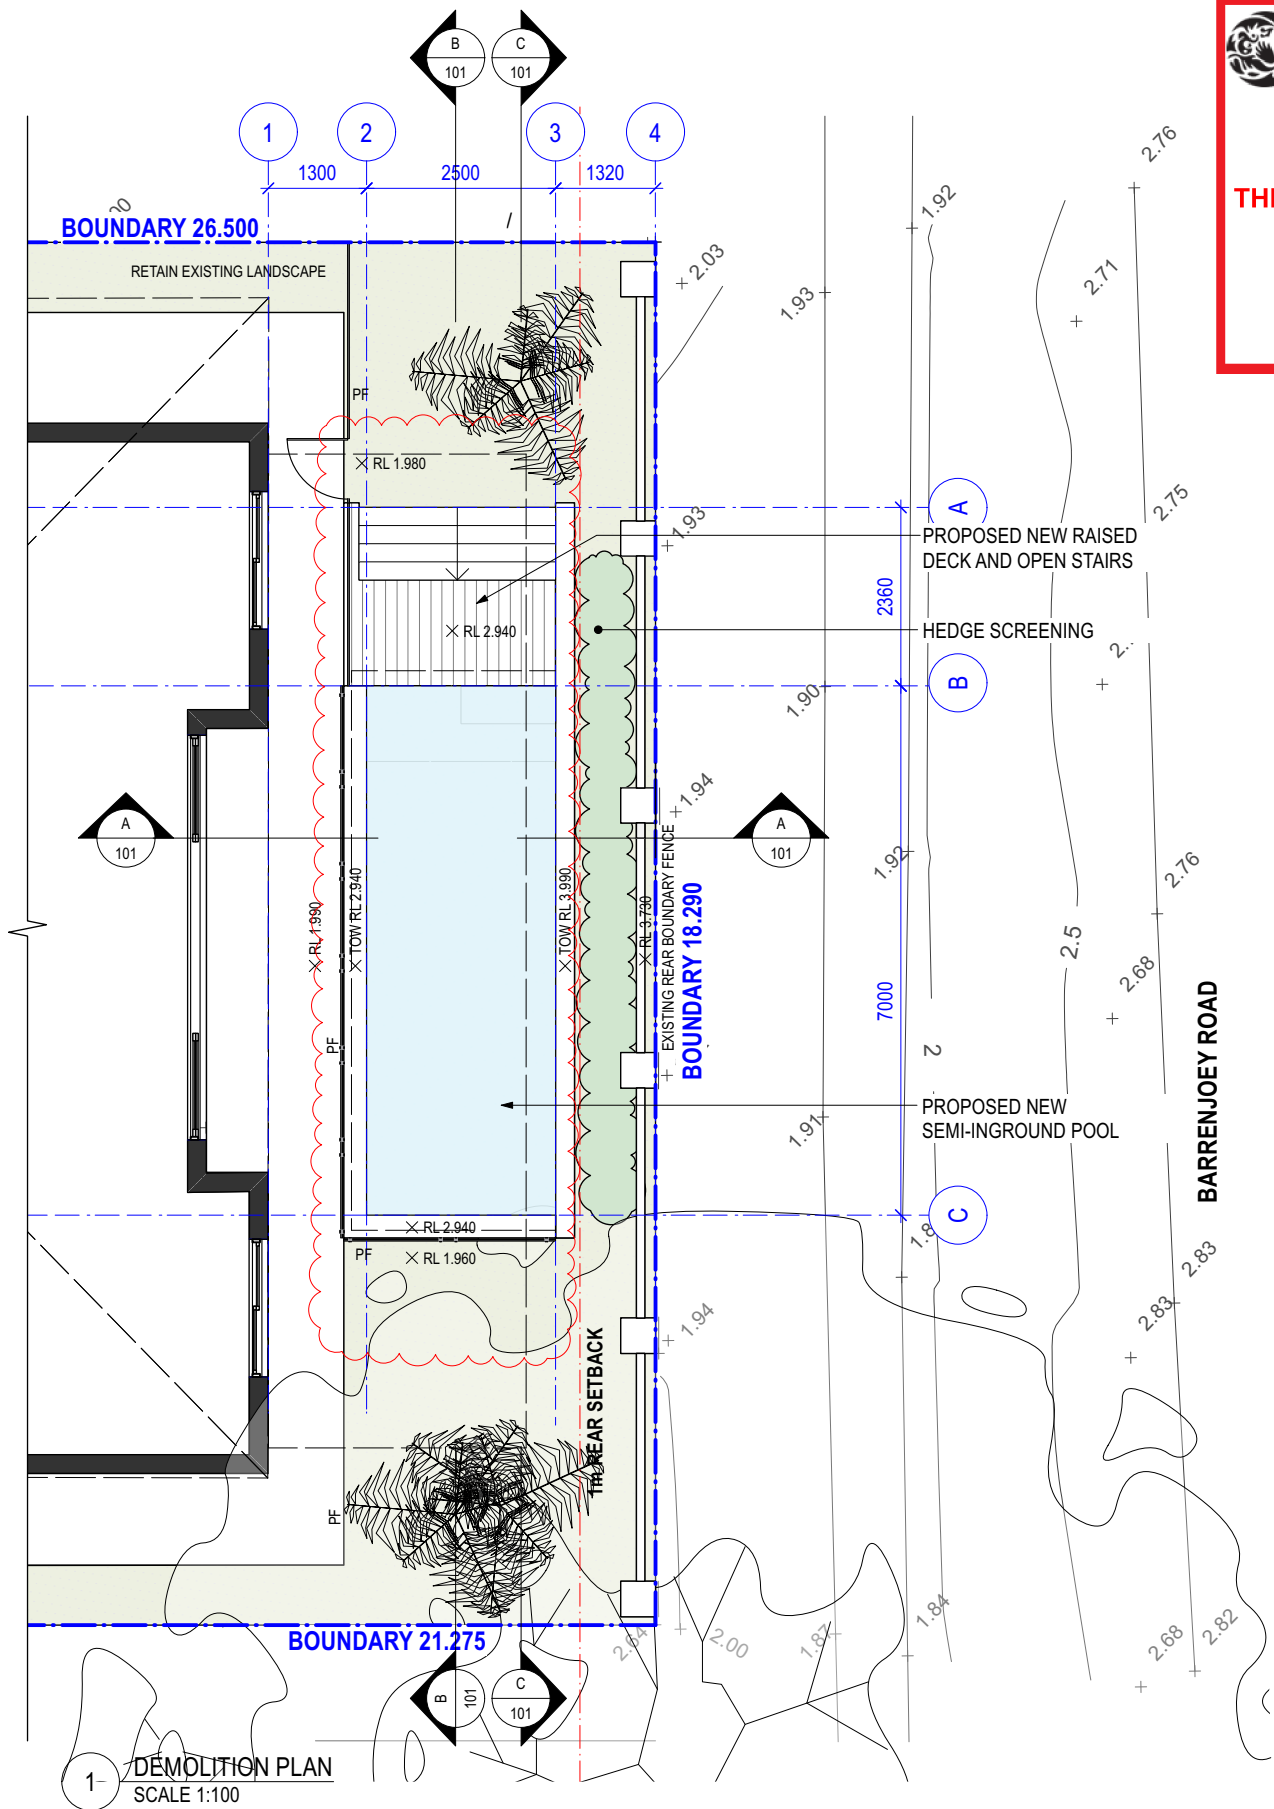 B
101
C
101
1
2
3
4
1300
2500
1320
2.76
1.92
BOUNDARY 26.500
RETAIN EXISTING LANDSCAPE
2.03
2.71
1.93
PF
RL 1.980
A
2.75
1.93
PROPOSED NEW RAISED
DECK AND OPEN STAIRS
2360
RL 2.940
HEDGE SCREENING
B
1.90
A
101
A
101
1.94
1.92
2.76
RL 1.990
TOW RL 2.940
TOW RL 3.990
RL 3.730
EXISTING REAR BOUNDARY FENCE
BOUNDARY 18.290
2.5
2.68
7000
2
PF
BARRENJOEY ROAD
PROPOSED NEW
SEMI-INGROUND POOL
1.91
C
RL 2.940
PF
RL 1.960
2.83
2.83
1.94
1m REAR SETBACK
PF
2.64
2.00
1.87
1.84
2.68
2.82
BOUNDARY 21.275
B
101
C
101
1
DEMOLITION PLAN
SCALE 1:100